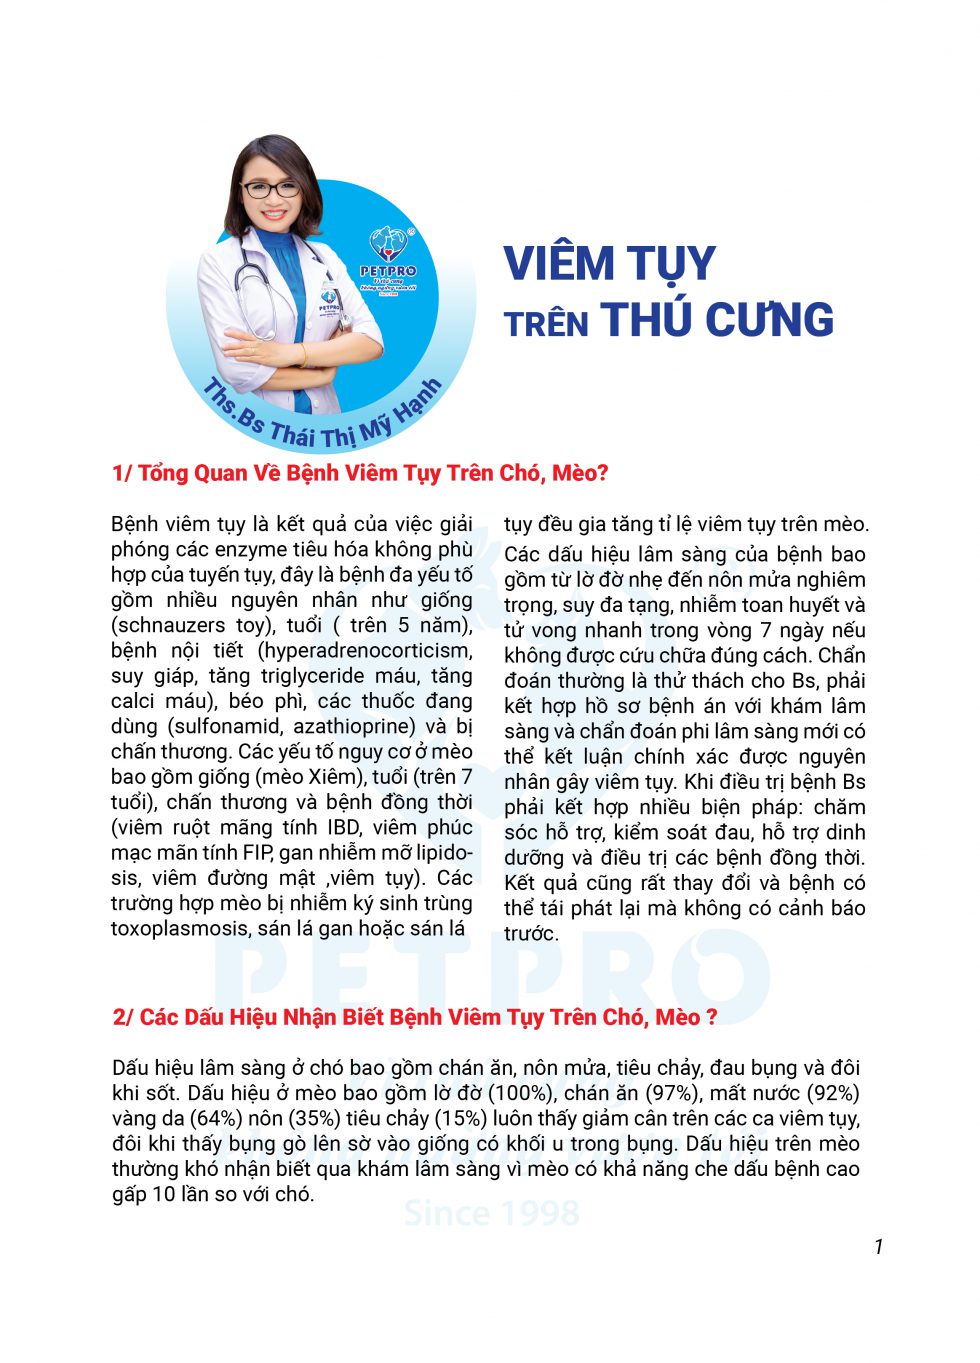 VIÊM TỤY
TRÊN THÚ CƯNG
PETPRO
Since 1998
PETPRO
Ths.Bs Thái Thị Mỹ Hạnh
1/ Tổng Quan Về Bệnh Viêm Tụy Trên Chó, Mèo?
Bệnh viêm tụy là kết quả của việc giải
phóng các enzyme tiêu hóa không phù
hợp của tuyến tụy, đây là bệnh đa yếu tố
gồm nhiều nguyên nhân như giống
(schnauzers toy), tuổi ( trên 5 năm),
bệnh nội tiết (hyperadrenocorticism,
suy giáp, tăng triglyceride máu, tăng
calci máu), béo phì, các thuốc đang
dùng (sulfonamid, azathioprine) và bị
chấn thương. Các yếu tố nguy cơ ở mèo
bao gồm giống (mèo Xiêm), tuổi (trên 7
tuổi), chấn thương và bệnh đồng thời
(viêm ruột mãng tính IBD, viêm phúc
mạc mãn tính FIP, gan nhiễm mỡ lipido-
sis, viêm đường mật ,viêm tụy). Các
trường hợp mèo bị nhiễm ký sinh trùng
toxoplasmosis, sán lá gan hoặc sán lá
tụy đều gia tăng tỉ lệ viêm tụy trên mèo.
Các dấu hiệu lâm sàng của bệnh bao
gồm từ lờ đờ nhẹ đến nôn mửa nghiêm
trọng, suy đa tạng, nhiễm toan huyết và
tử vong nhanh trong vòng 7 ngày nếu
không được cứu chữa đúng cách. Chẩn
đoán thường là thử thách cho Bs, phải
kết hợp hồ sơ bệnh án với khám lâm
sàng và chẩn đoán phi lâm sàng mới có
thể kết luận chính xác được nguyên
nhân gây viêm tụy. Khi điều trị bệnh Bs
phải kết hợp nhiều biện pháp: chăm
sóc hỗ trợ, kiểm soát đau, hỗ trợ dinh
dưỡng và điều trị các bệnh đồng thời.
Kết quả cũng rất thay đổi và bệnh có
thể tái phát lại mà không có cảnh báo
trước.
PETPRO
2/ Các Dấu Hiệu Nhận Biết Bệnh Viêm Tụy Trên Chó, Mèo ?
Dấu hiệu lâm sàng ở chó bao gồm chán ăn, nôn mửa, tiêu chảy, đau bụng và đôi
khi sốt. Dấu hiệu ở mèo bao gồm lờ đờ (100%), chán ăn (97%), mất nước (92%)
vàng da (64%) nôn (35%) tiêu chảy (15%) luôn thấy giảm cân trên các ca viêm tụy,
đôi khi thấy bụng gò lên sờ vào giống có khối u trong bụng. Dấu hiệu trên mèo
thường khó nhận biết qua khám lâm sàng vì mèo có khả năng che dấu bệnh cao
gấp 10 lần so với chó.
Since 1998
1